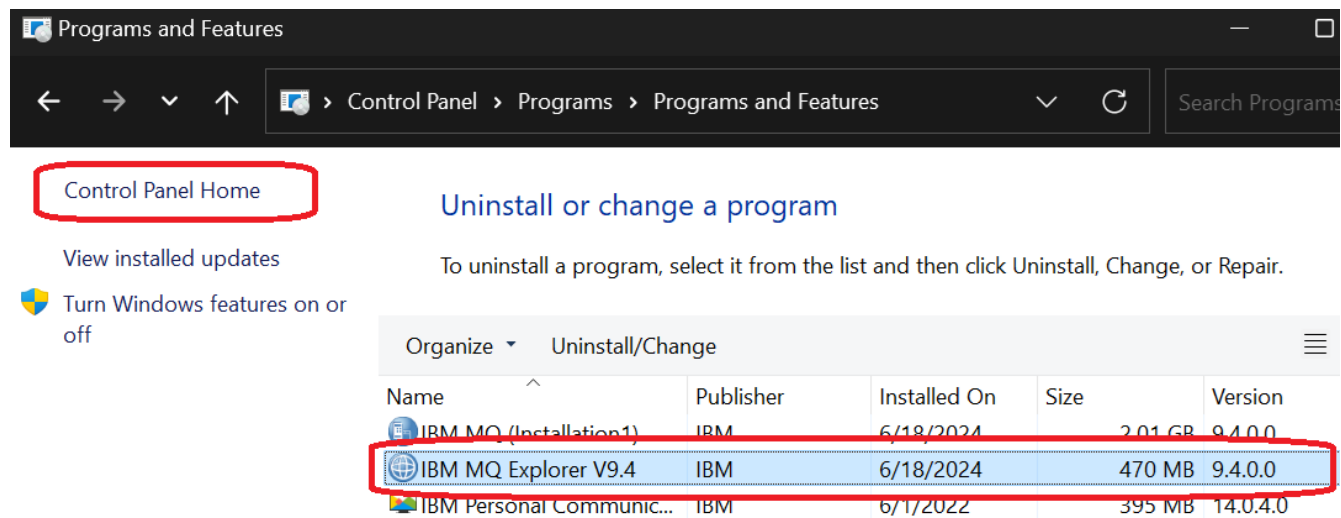 Programs and Features
Control Panel > Programs > Programs and Features
Search Programs
Control Panel Home
View installed updates
Turn Windows features on or
off
Uninstall or change a program
To uninstall a program, select it from the list and then click Uninstall, Change, or Repair.
Organize Uninstall/Change
Name Publisher Installed On Size Version
IBM MQ (Installation1) IBM 6/18/2024 2.01 GB 9.4.0.0
IBM MQ Explorer V9.4 IBM 6/18/2024 470 MB 9.4.0.0
IBM Personal Communic... IBM 6/1/2022 395 MB 14.0.4.0